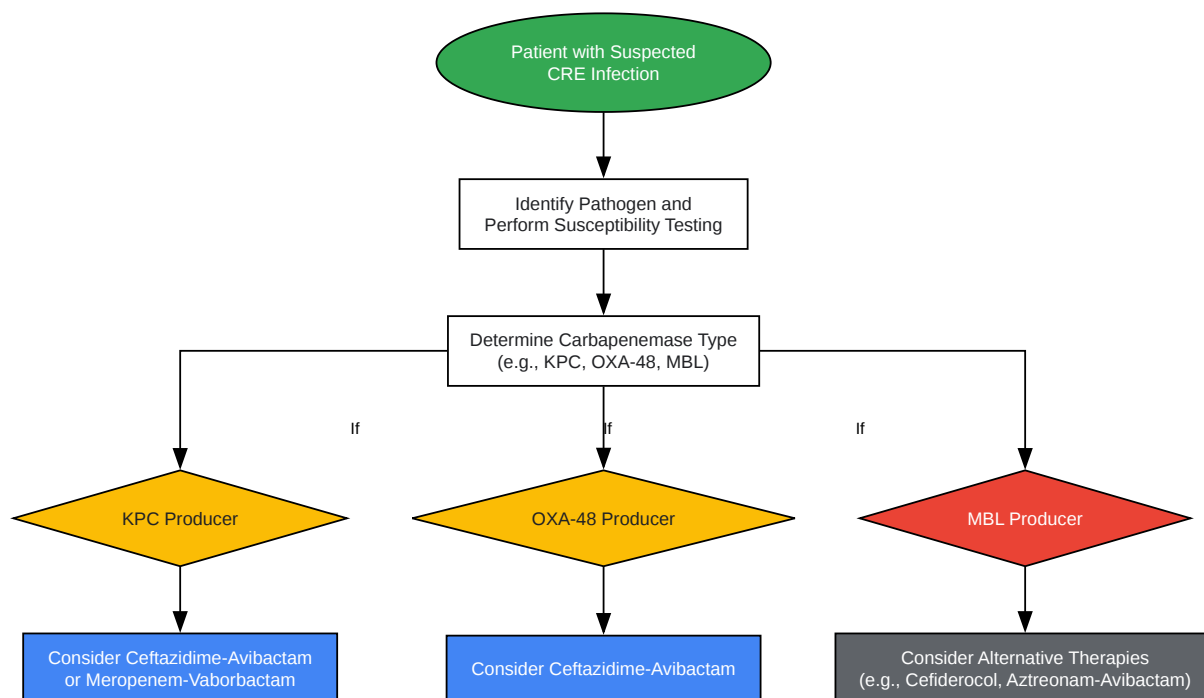 Patient with Suspected
CRE Infection
Identify Pathogen and
Perform Susceptibility Testing
Determine Carbapenemase Type
(e.g., KPC, OXA-48, MBL)
If
If
If
KPC Producer
OXA-48 Producer
MBL Producer
Consider Ceftazidime-Avibactam
or Meropenem-Vaborbactam
Consider Ceftazidime-Avibactam
Consider Alternative Therapies
(e.g., Cefiderocol, Aztreonam-Avibactam)